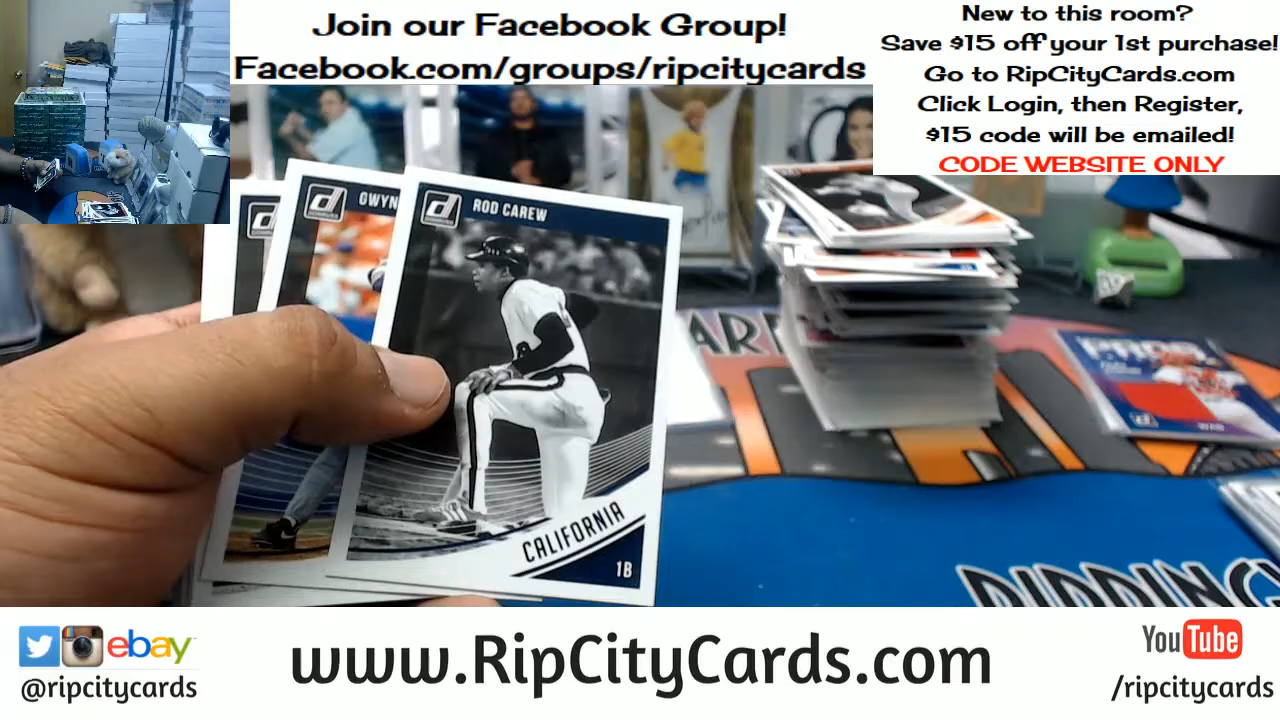 Join our Facebook Group!
Facebook.com/groups/ripcitycards
New to this room?
Save $15 off your 1st purchase!
Go to RipCityCards.com
Click Login, then Register,
$15 code will be emailed!
CODE WEBSITE ONLY
GWYN
ROD CAREW
CALIFORNIA
1B
RIPPING
ebay
@ripcitycards
www.RipCityCards.com
YouTube
/ripcitycards